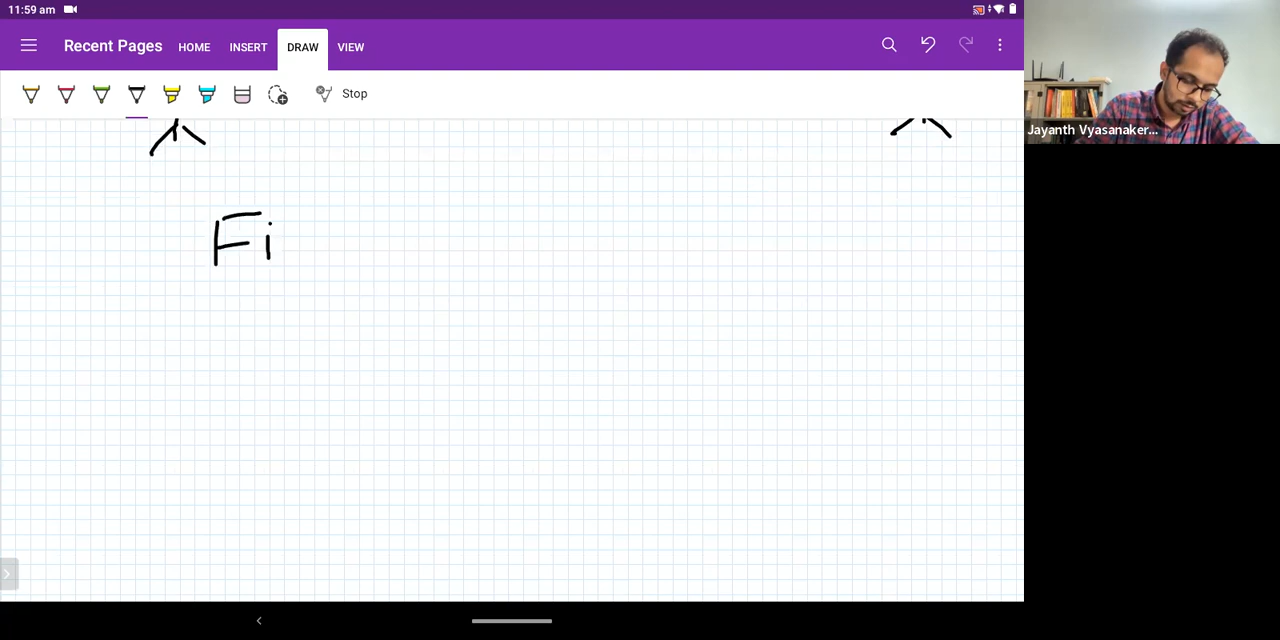 11:59 am
Recent Pages HOME INSERT DRAW VIEW
Stop
Jayanth Vyasanaker...
Fi